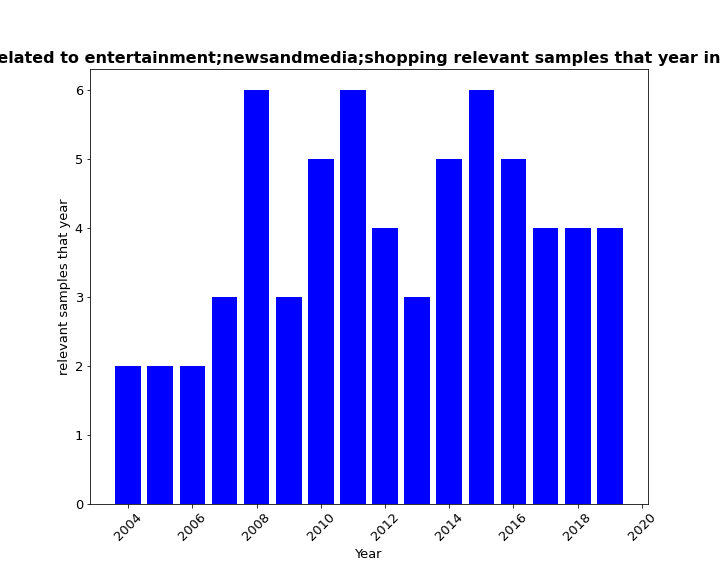 elated to entertainment;newsandmedia;shopping relevant samples that year in
relevant samples that year
6
5
4
3
2
1
0
2004 2006 2008 2010 2012 2014 2016 2018 2020
Year